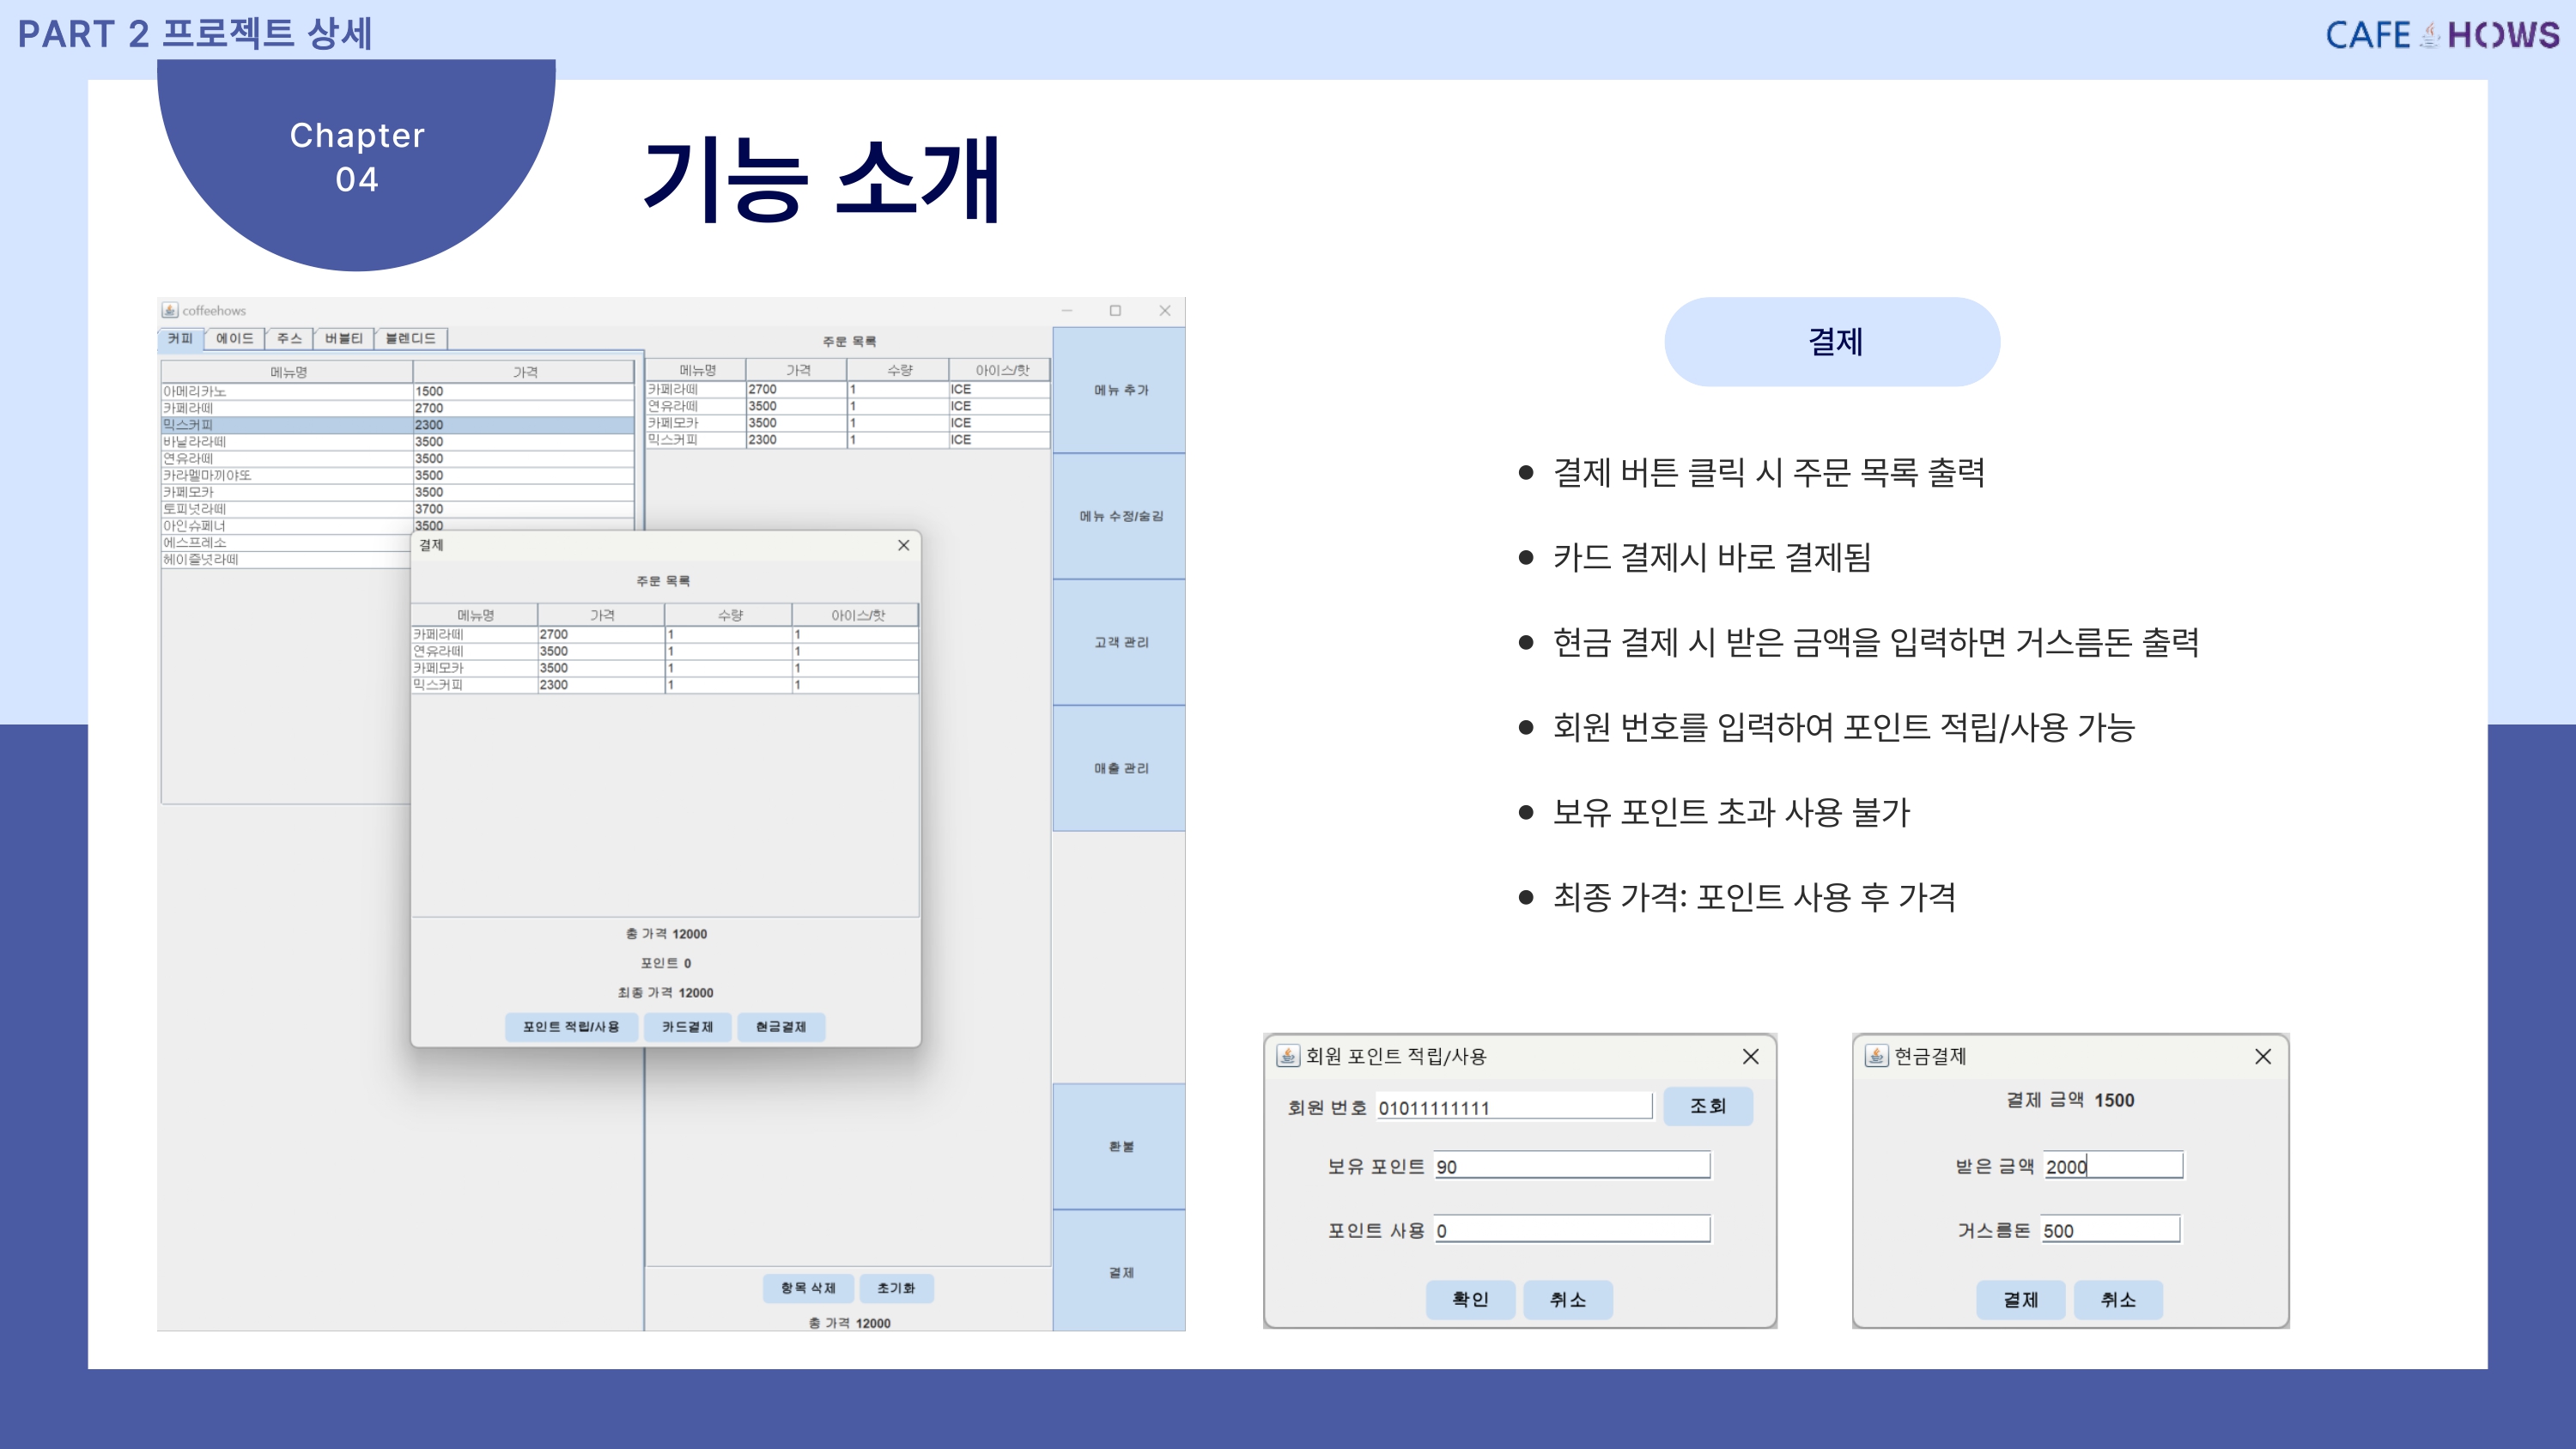 PART 2 프로젝트 상세
CAFE HOWS
Chapter
04
기능 소개
coffeehows
커피 에이드 주스 버블티 블렌디드
메뉴명 가격
아메리카노 1500
카페라떼 2700
믹스커피 2300
바닐라라떼 3500
연유라떼 3500
카라멜마끼야또 3500
카페모카 3500
토피넛라떼 3700
아인슈페너 3500
에스프레소
헤이즐넛라떼
주문 목록
메뉴명 가격 수량 아이스/핫
카페라떼 2700 1 ICE
연유라떼 3500 1 ICE
카페모카 3500 1 ICE
믹스커피 2300 1 ICE
메뉴 추가
메뉴 수정/숨김
고객 관리
매출 관리
환불
결제
결제
주문 목록
메뉴명 가격 수량 아이스/핫
카페라떼 2700 1 1
연유라떼 3500 1 1
카페모카 3500 1 1
믹스커피 2300 1 1
총 가격 12000
포인트 0
최종 가격 12000
포인트 적립/사용 카드결제 현금결제
항목 삭제 초기화
총 가격 12000
결제
● 결제 버튼 클릭 시 주문 목록 출력
● 카드 결제시 바로 결제됨
● 현금 결제 시 받은 금액을 입력하면 거스름돈 출력
● 회원 번호를 입력하여 포인트 적립/사용 가능
● 보유 포인트 초과 사용 불가
● 최종 가격: 포인트 사용 후 가격
회원 포인트 적립/사용
회원 번호 01011111111 조회
보유 포인트 90
포인트 사용 0
확인 취소
현금결제
결제 금액 1500
받은 금액 2000
거스름돈 500
결제 취소